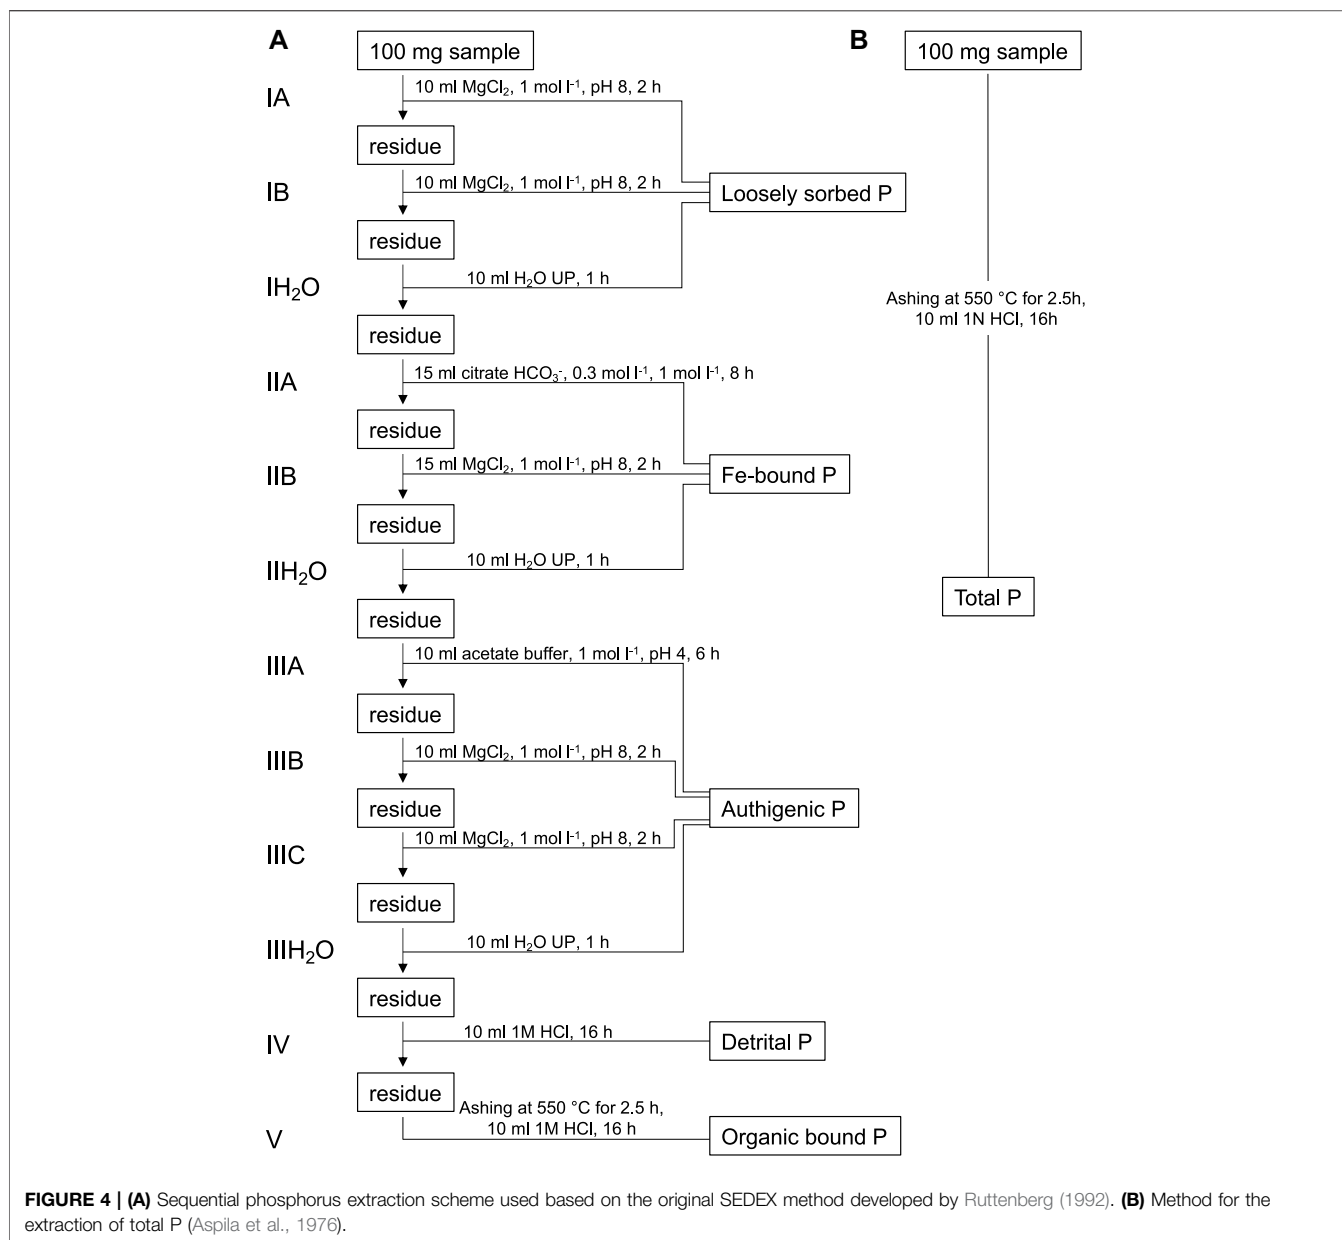 A
100 mg sample
IA
10 ml MgCl₂, 1 mol l⁻¹, pH 8, 2 h
residue
IB
10 ml MgCl₂, 1 mol l⁻¹, pH 8, 2 h
Loosely sorbed P
residue
IH₂O
10 ml H₂O UP, 1 h
residue
IIA
15 ml citrate HCO₃⁻, 0.3 mol l⁻¹, 1 mol l⁻¹, 8 h
residue
IIB
15 ml MgCl₂, 1 mol l⁻¹, pH 8, 2 h
Fe-bound P
residue
IIH₂O
10 ml H₂O UP, 1 h
residue
IIIA
10 ml acetate buffer, 1 mol l⁻¹, pH 4, 6 h
residue
IIIB
10 ml MgCl₂, 1 mol l⁻¹, pH 8, 2 h
residue
Authigenic P
IIIC
10 ml MgCl₂, 1 mol l⁻¹, pH 8, 2 h
residue
IIIH₂O
10 ml H₂O UP, 1 h
residue
IV
10 ml 1M HCl, 16 h
Detrital P
residue
V
Ashing at 550 °C for 2.5 h,
10 ml 1M HCl, 16 h
Organic bound P
B
100 mg sample
Ashing at 550 °C for 2.5h,
10 ml 1N HCl, 16h
Total P
FIGURE 4 | (A) Sequential phosphorus extraction scheme used based on the original SEDEX method developed by Ruttenberg (1992). (B) Method for the
extraction of total P (Aspila et al., 1976).